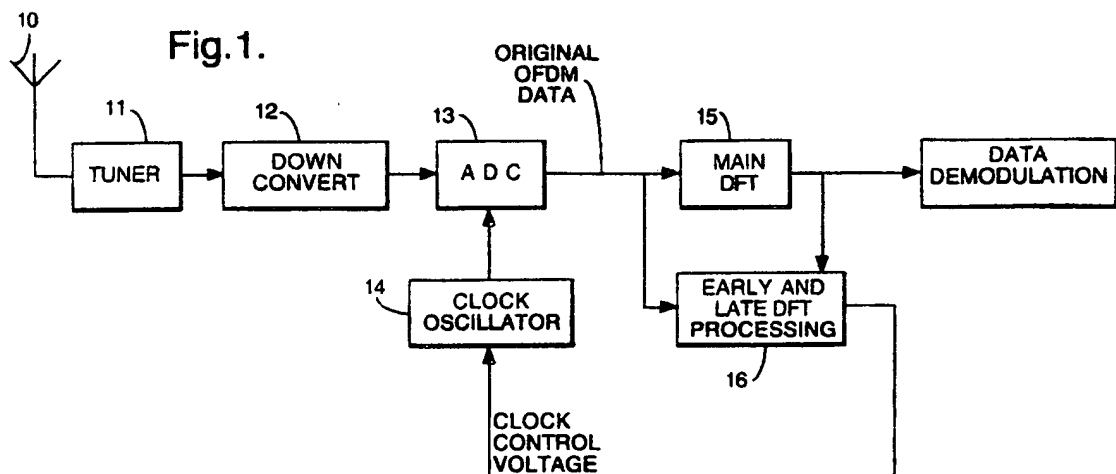 10
Fig.1.
ORIGINAL
OFDM
DATA
11
TUNER
12
DOWN
CONVERT
13
ADC
15
MAIN
DFT
DATA
DEMODULATION
14
CLOCK
OSCILLATOR
EARLY AND
LATE DFT
PROCESSING
16
CLOCK
CONTROL
VOLTAGE